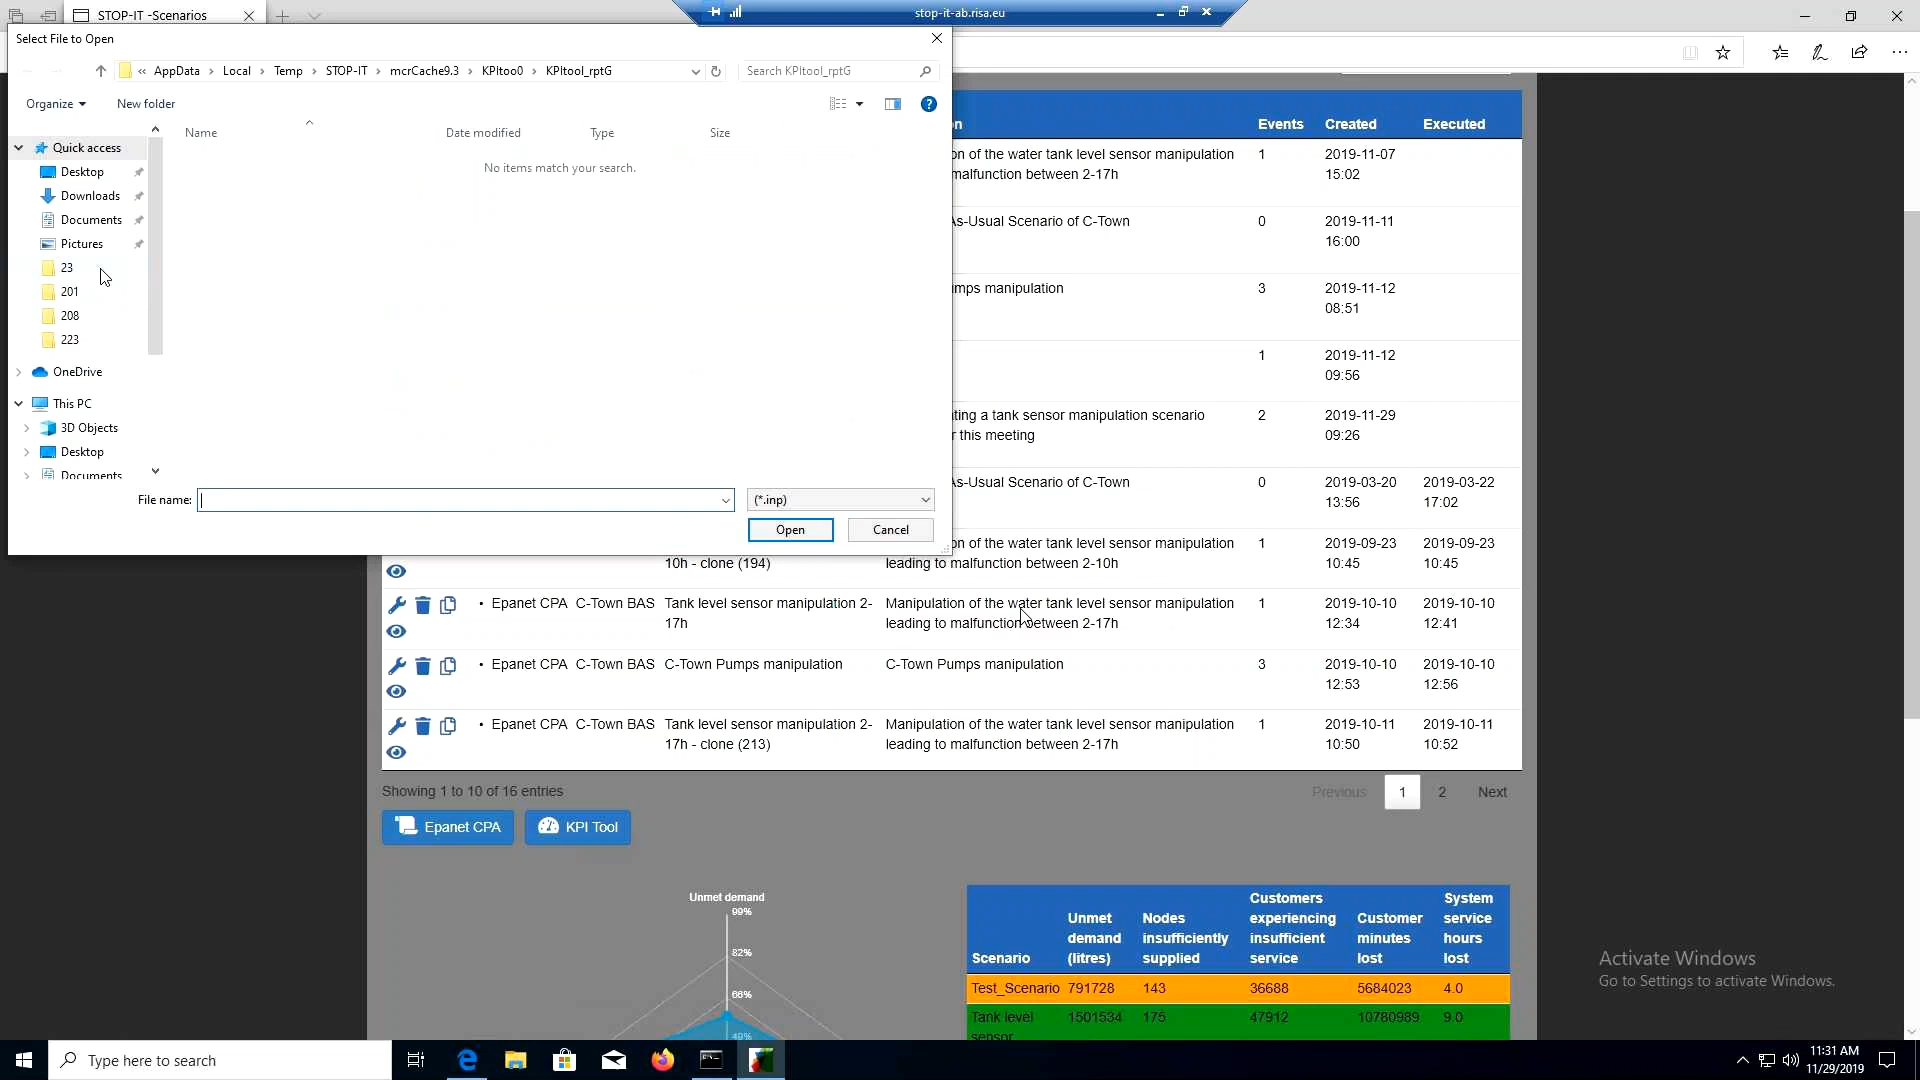 STOP-IT -Scenarios
stop-it-ab.risa.eu
Select File to Open
« AppData > Local > Temp > STOP-IT > mcrCache9.3 > KPItoo0 > KPItool_rptG
Search KPItool_rptG
Organize
New folder
Name
Date modified
Type
Size
No items match your search.
Quick access
Desktop
Downloads
Documents
Pictures
23
201
208
223
OneDrive
This PC
3D Objects
Desktop
Documents
File name:
(*.inp)
Open
Cancel
n Events Created Executed
on of the water tank level sensor manipulation 1 2019-11-07
malfunction between 2-17h 15:02
As-Usual Scenario of C-Town 0 2019-11-11
16:00
umps manipulation 3 2019-11-12
08:51
1 2019-11-12
09:56
ting a tank sensor manipulation scenario 2 2019-11-29
r this meeting 09:26
As-Usual Scenario of C-Town 0 2019-03-20 2019-03-22
13:56 17:02
on of the water tank level sensor manipulation 1 2019-09-23 2019-09-23
10h - clone (194) leading to malfunction between 2-10h 10:45 10:45
• Epanet CPA C-Town BAS Tank level sensor manipulation 2- Manipulation of the water tank level sensor manipulation 1 2019-10-10 2019-10-10
17h leading to malfunction between 2-17h 12:34 12:41
• Epanet CPA C-Town BAS C-Town Pumps manipulation C-Town Pumps manipulation 3 2019-10-10 2019-10-10
12:53 12:56
• Epanet CPA C-Town BAS Tank level sensor manipulation 2- Manipulation of the water tank level sensor manipulation 1 2019-10-11 2019-10-11
17h - clone (213) leading to malfunction between 2-17h 10:50 10:52
Showing 1 to 10 of 16 entries
Previous 1 2 Next
Epanet CPA
KPI Tool
Unmet demand
99%
82%
66%
49%
Scenario
Unmet
demand
(litres)
Nodes
insufficiently
supplied
Customers
experiencing
insufficient
service
Customer
minutes
lost
System
service
hours
lost
Test_Scenario 791728 143 36688 5684023 4.0
Tank level 1501534 175 47912 10780989 9.0
sensor
Activate Windows
Go to Settings to activate Windows.
Type here to search
11:31 AM
11/29/2019